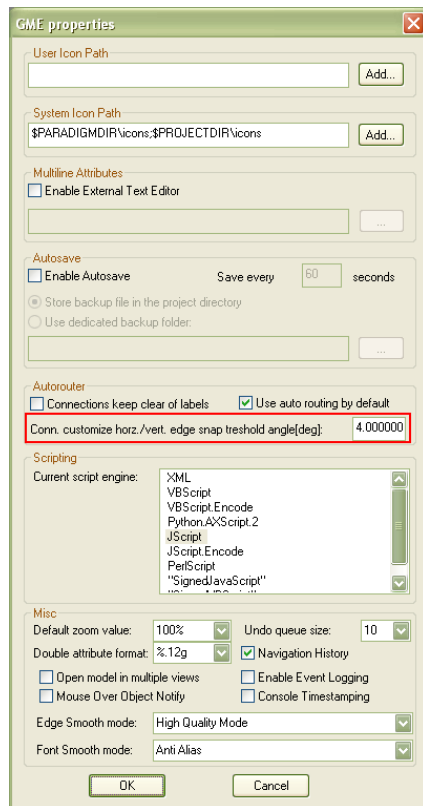 GME properties
User Icon Path
Add...
System Icon Path
$PARADIGMDIR\icons;$PROJECTDIR\icons
Add...
Multiline Attributes
Enable External Text Editor
...
Autosave
Enable Autosave Save every 60 seconds
Store backup file in the project directory
Use dedicated backup folder:
...
Autorouter
Connections keep clear of labels Use auto routing by default
Conn. customize horz./vert. edge snap treshold angle[deg]: 4.000000
Scripting
Current script engine:
XML
VBScript
VBScript.Encode
Python.AXScript.2
JScript
JScript.Encode
PerlScript
"SignedJavaScript"
Misc
Default zoom value: 100% Undo queue size: 10
Double attribute format: %.12g Navigation History
Open model in multiple views Enable Event Logging
Mouse Over Object Notify Console Timestamping
Edge Smooth mode: High Quality Mode
Font Smooth mode: Anti Alias
OK Cancel